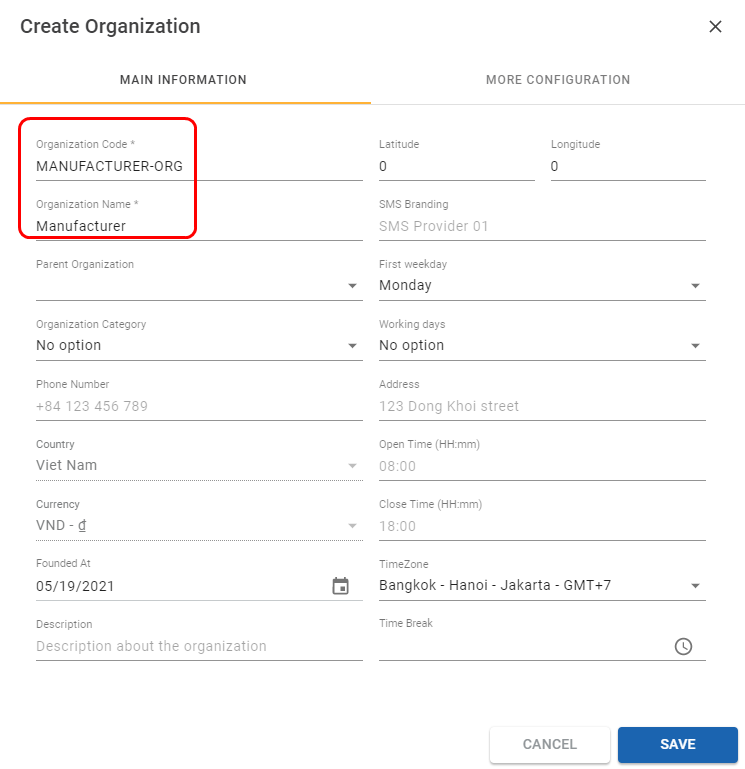 Create Organization
MAIN INFORMATION
MORE CONFIGURATION
Organization Code *
MANUFACTURER-ORG
Latitude
0
Longitude
0
Organization Name *
Manufacturer
SMS Branding
SMS Provider 01
Parent Organization
First weekday
Monday
Organization Category
No option
Working days
No option
Phone Number
+84 123 456 789
Address
123 Dong Khoi street
Country
Viet Nam
Open Time (HH:mm)
08:00
Currency
VND - ₫
Close Time (HH:mm)
18:00
Founded At
05/19/2021
TimeZone
Bangkok - Hanoi - Jakarta - GMT+7
Description
Description about the organization
Time Break
CANCEL
SAVE